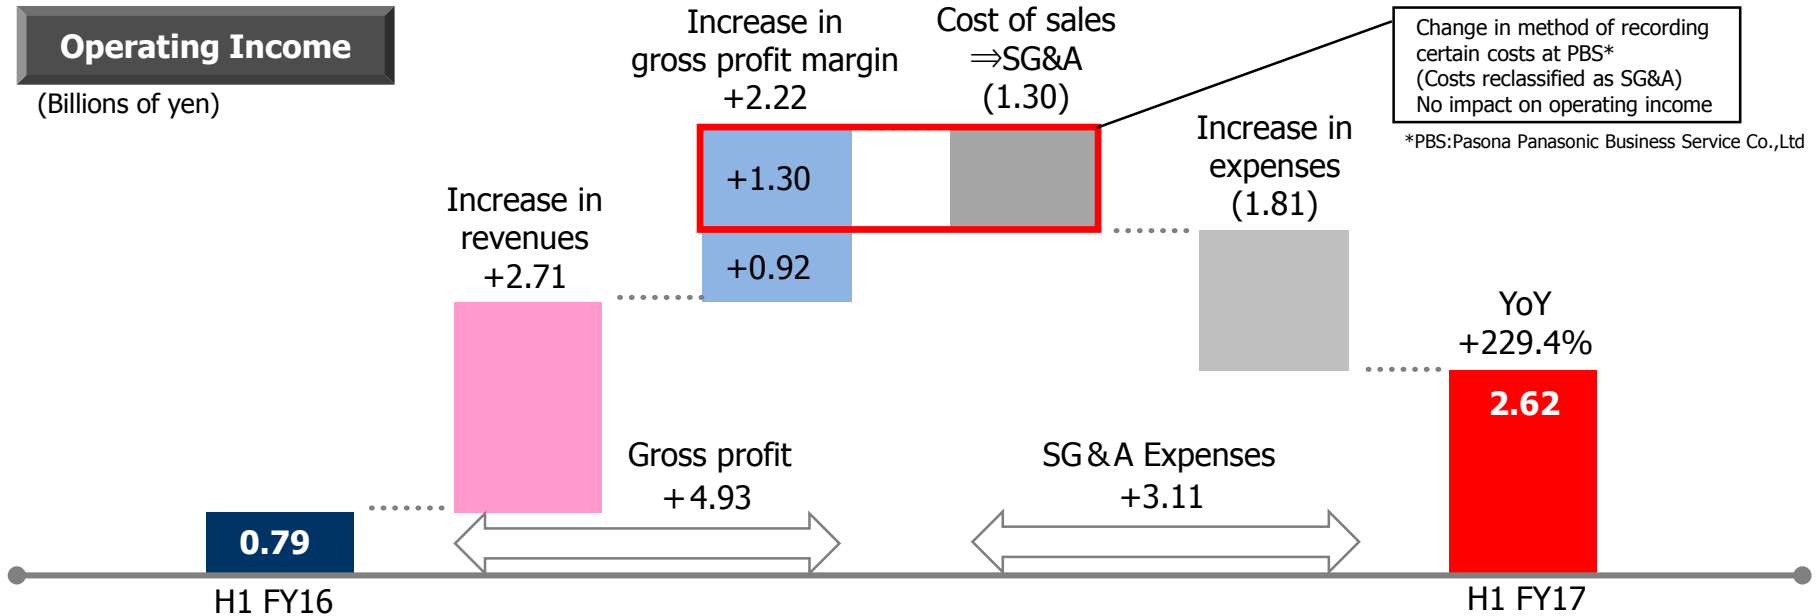 Operating Income
(Billions of yen)
Increase in
gross profit margin
+2.22
Cost of sales
⇒SG&A
(1.30)
Change in method of recording
certain costs at PBS*
(Costs reclassified as SG&A)
No impact on operating income
*PBS:Pasona Panasonic Business Service Co.,Ltd
Increase in
expenses
(1.81)
+1.30
Increase in
revenues
+2.71
+0.92
YoY
+229.4%
2.62
Gross profit
+4.93
SG&A Expenses
+3.11
0.79
H1 FY16
H1 FY17